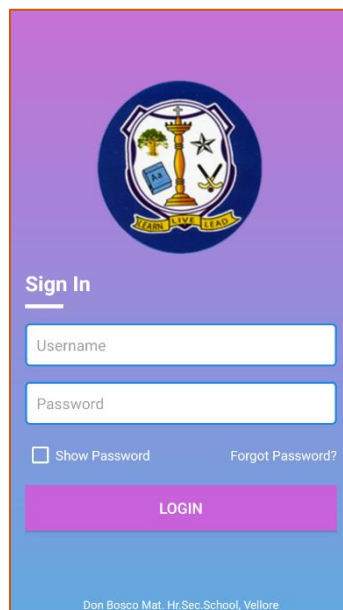 Aa
LEARN LIVE LEAD
Sign In
Username
Password
Show Password Forgot Password?
LOGIN
Don Bosco Mat. Hr.Sec.School, Vellore